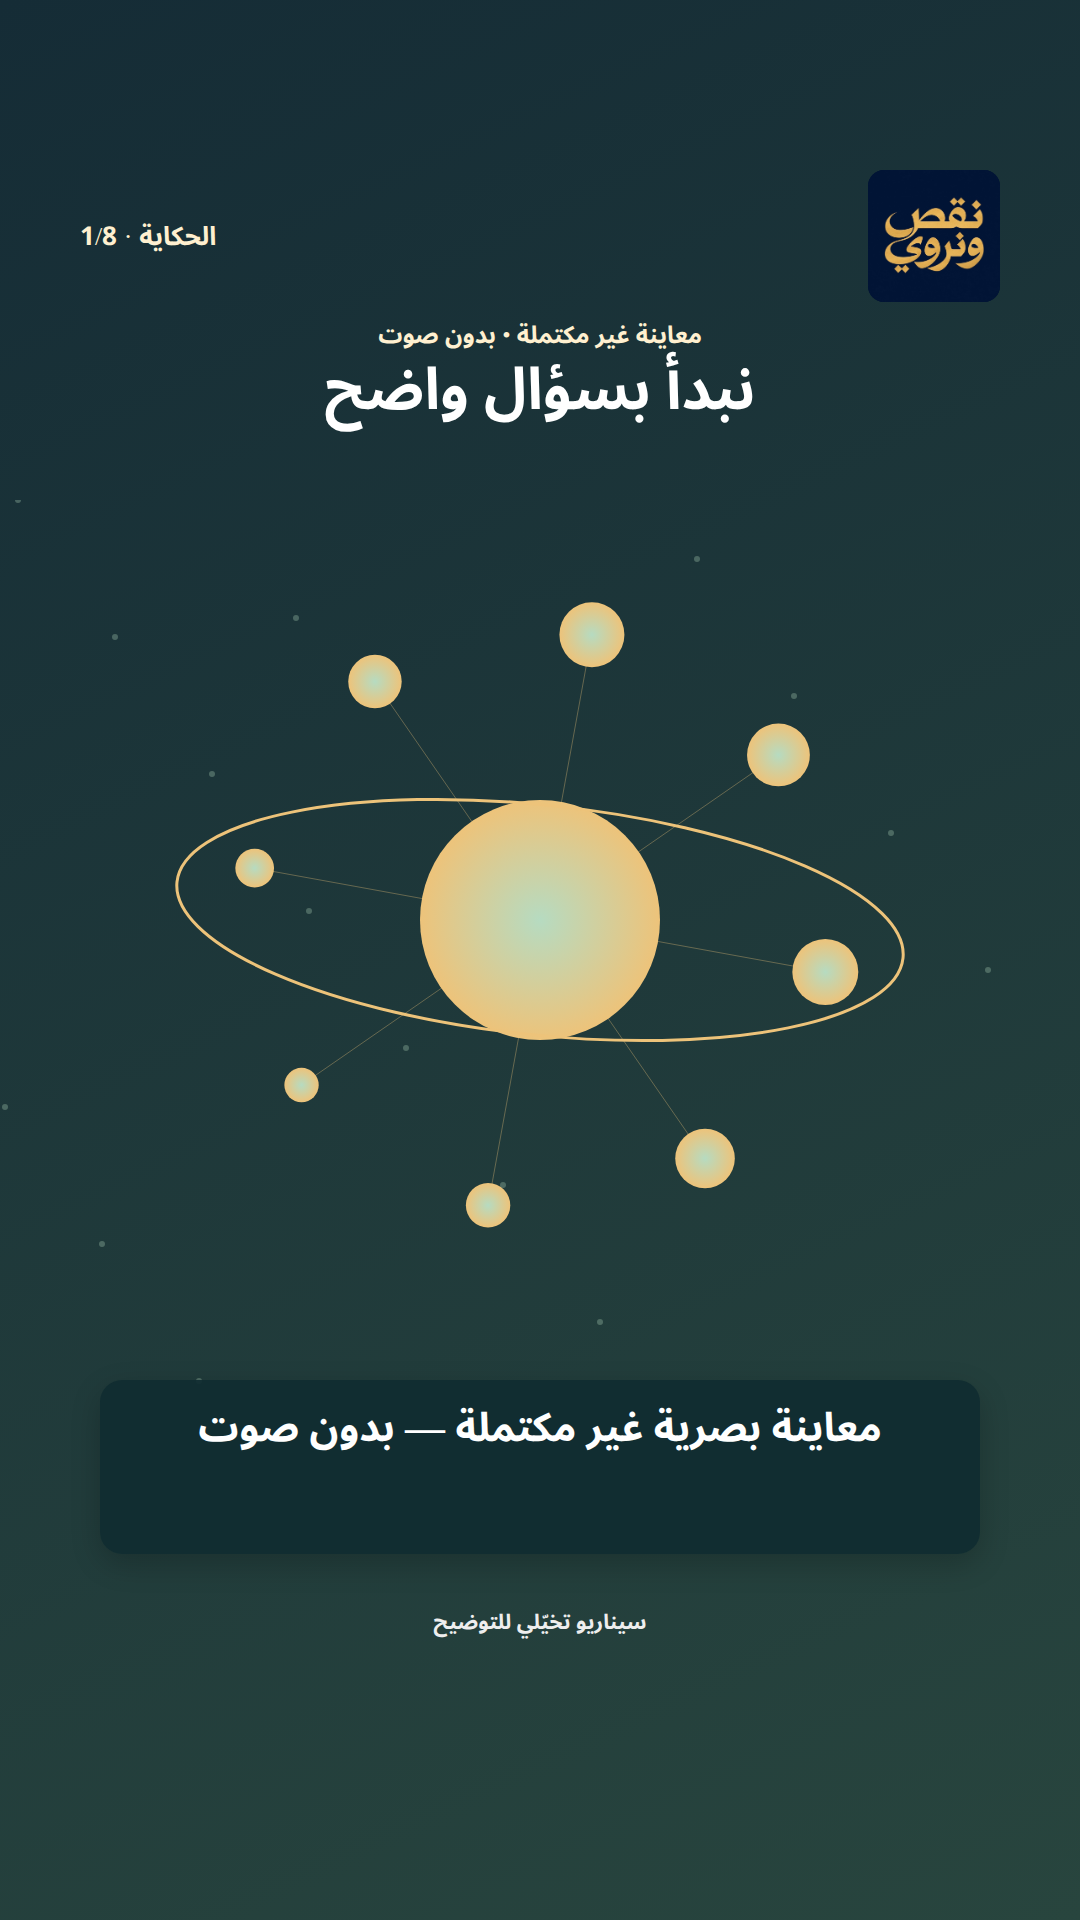 نقص
ونروي
الحكاية · 1/8
معاينة غير مكتملة • بدون صوت
نبدأ بسؤال واضح
معاينة بصرية غير مكتملة — بدون صوت
سيناريو تخيّلي للتوضيح